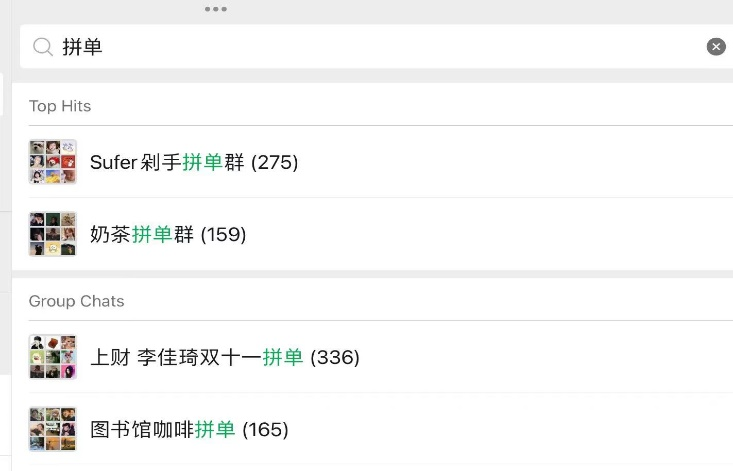 拼单
Top Hits
Sufer剁手拼单群 (275)
奶茶拼单群 (159)
Group Chats
上财 李佳琦双十一拼单 (336)
图书馆咖啡拼单 (165)